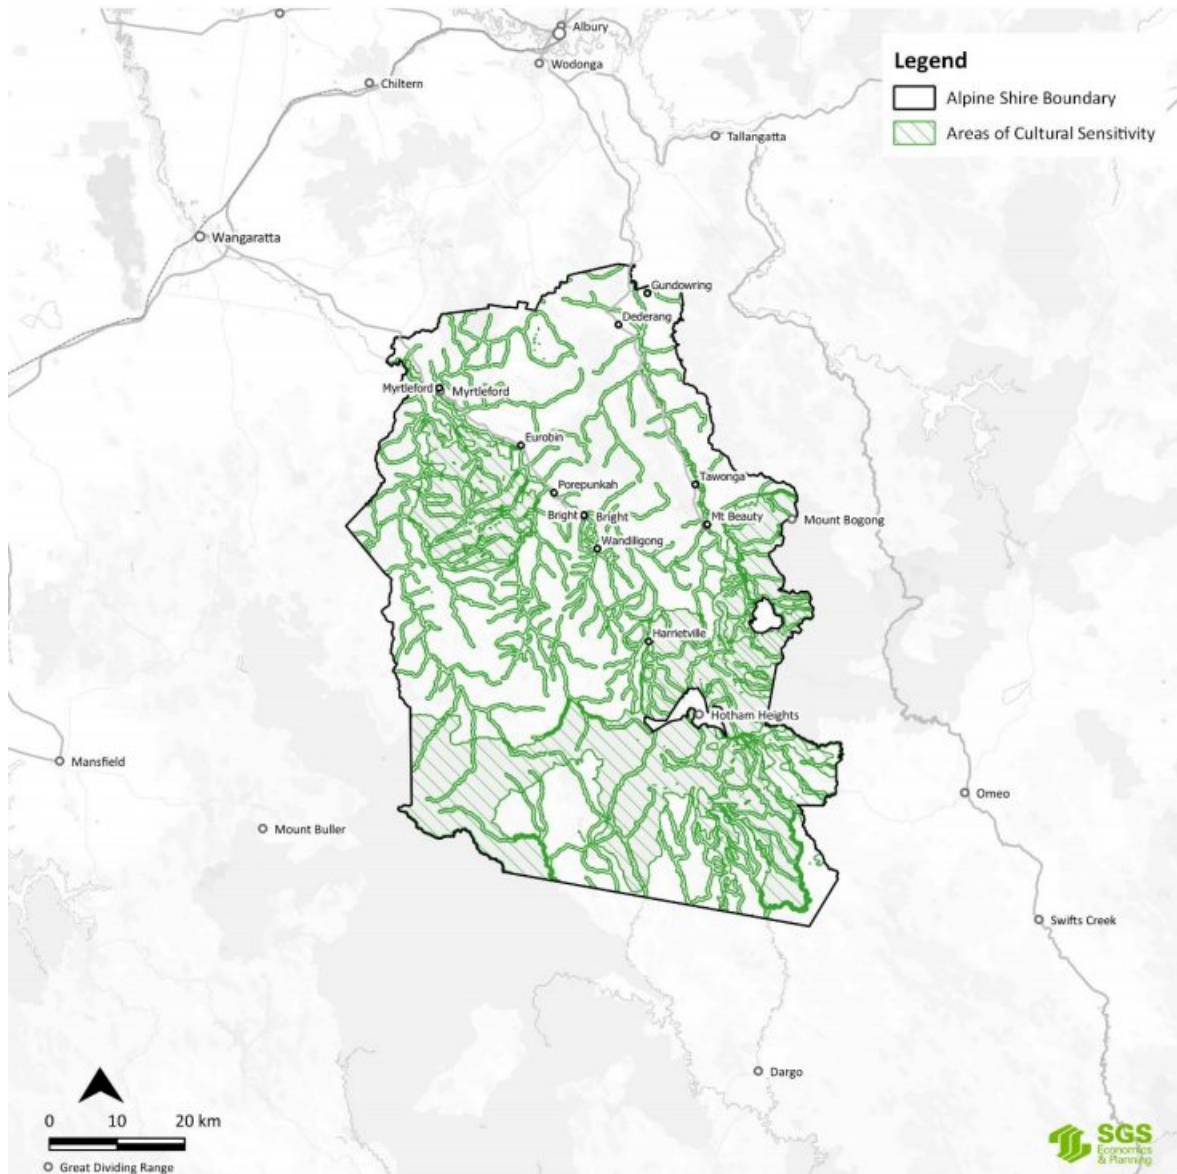 Albury
Wodonga
Chiltern
Legend
Alpine Shire Boundary
Areas of Cultural Sensitivity
Tallangatta
Wangaratta
Gundowring
Dederang
Myrtleford
Myrtleford
Eurobin
Tawonga
Porepunkah
Bright
Bright
Mt Beauty
Mount Bogong
Wandiligong
Harrietville
Hotham Heights
Mansfield
Omeo
Mount Buller
Swifts Creek
Dargo
0 10 20 km
Great Dividing Range
SGS
Economics
& Planning